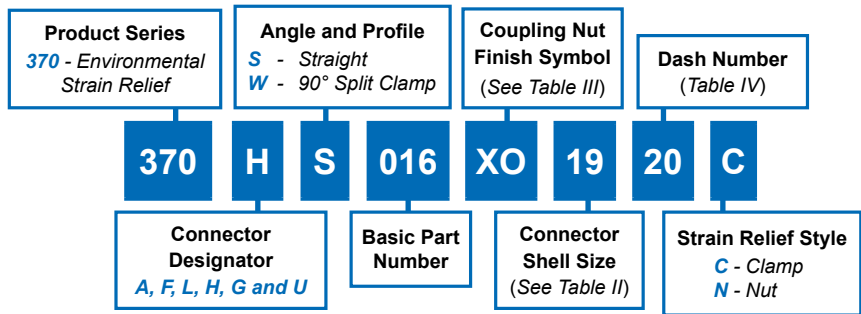 Product Series
370 - Environmental
Strain Relief
Angle and Profile
S - Straight
W - 90° Split Clamp
Coupling Nut
Finish Symbol
(See Table III)
Dash Number
(Table IV)
370 H S 016 XO 19 20 C
Connector
Designator
A, F, L, H, G and U
Basic Part
Number
Connector
Shell Size
(See Table II)
Strain Relief Style
C - Clamp
N - Nut